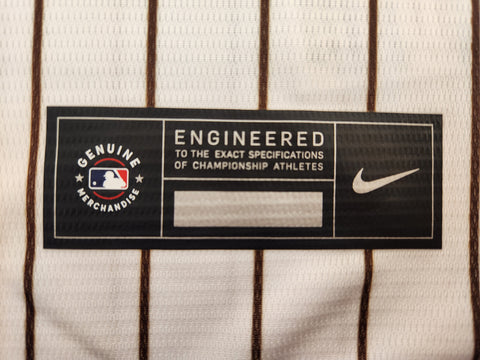 GENUINE
MERCHANDISE
ENGINEERED
TO THE EXACT SPECIFICATIONS
OF CHAMPIONSHIP ATHLETES